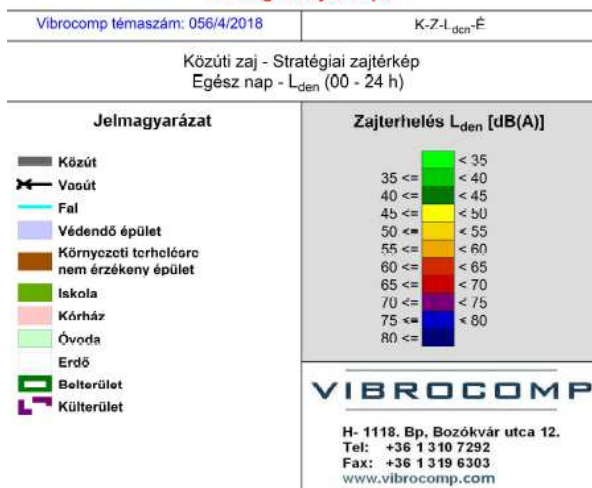 Vibrocomp témaszám: 056/4/2018
K-Z-Lden-É
Közúti zaj - Stratégiai zajtérkép
Egész nap - Lden (00 - 24 h)
Jelmagyarázat
Közút
Vasút
Fal
Védendő épület
Környezeti terhelésre
nem érzékeny épület
Iskola
Kórház
Óvoda
Erdő
Belterület
Külterület
Zajterhelés Lden [dB(A)]
< 35
35 <= < 40
40 <= < 45
45 <= < 50
50 <= < 55
55 <= < 60
60 <= < 65
65 <= < 70
70 <= < 75
75 <= < 80
80 <=
VIBROCOMP
H- 1118. Bp, Bozókvár utca 12.
Tel: +36 1 310 7292
Fax: +36 1 319 6303
www.vibrocomp.com